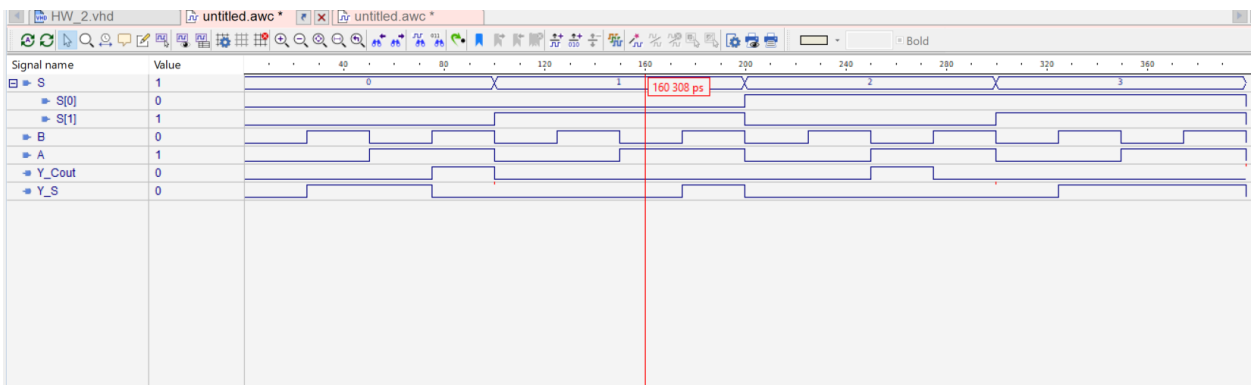 HW_2.vhd untitled.awc * untitled.awc *
Bold
Signal name Value 40 80 120 160 200 240 280 320 360
S 1 0 1 2 3
160 308 ps
S[0] 0
S[1] 1
B 0
A 1
Y_Cout 0
Y_S 0